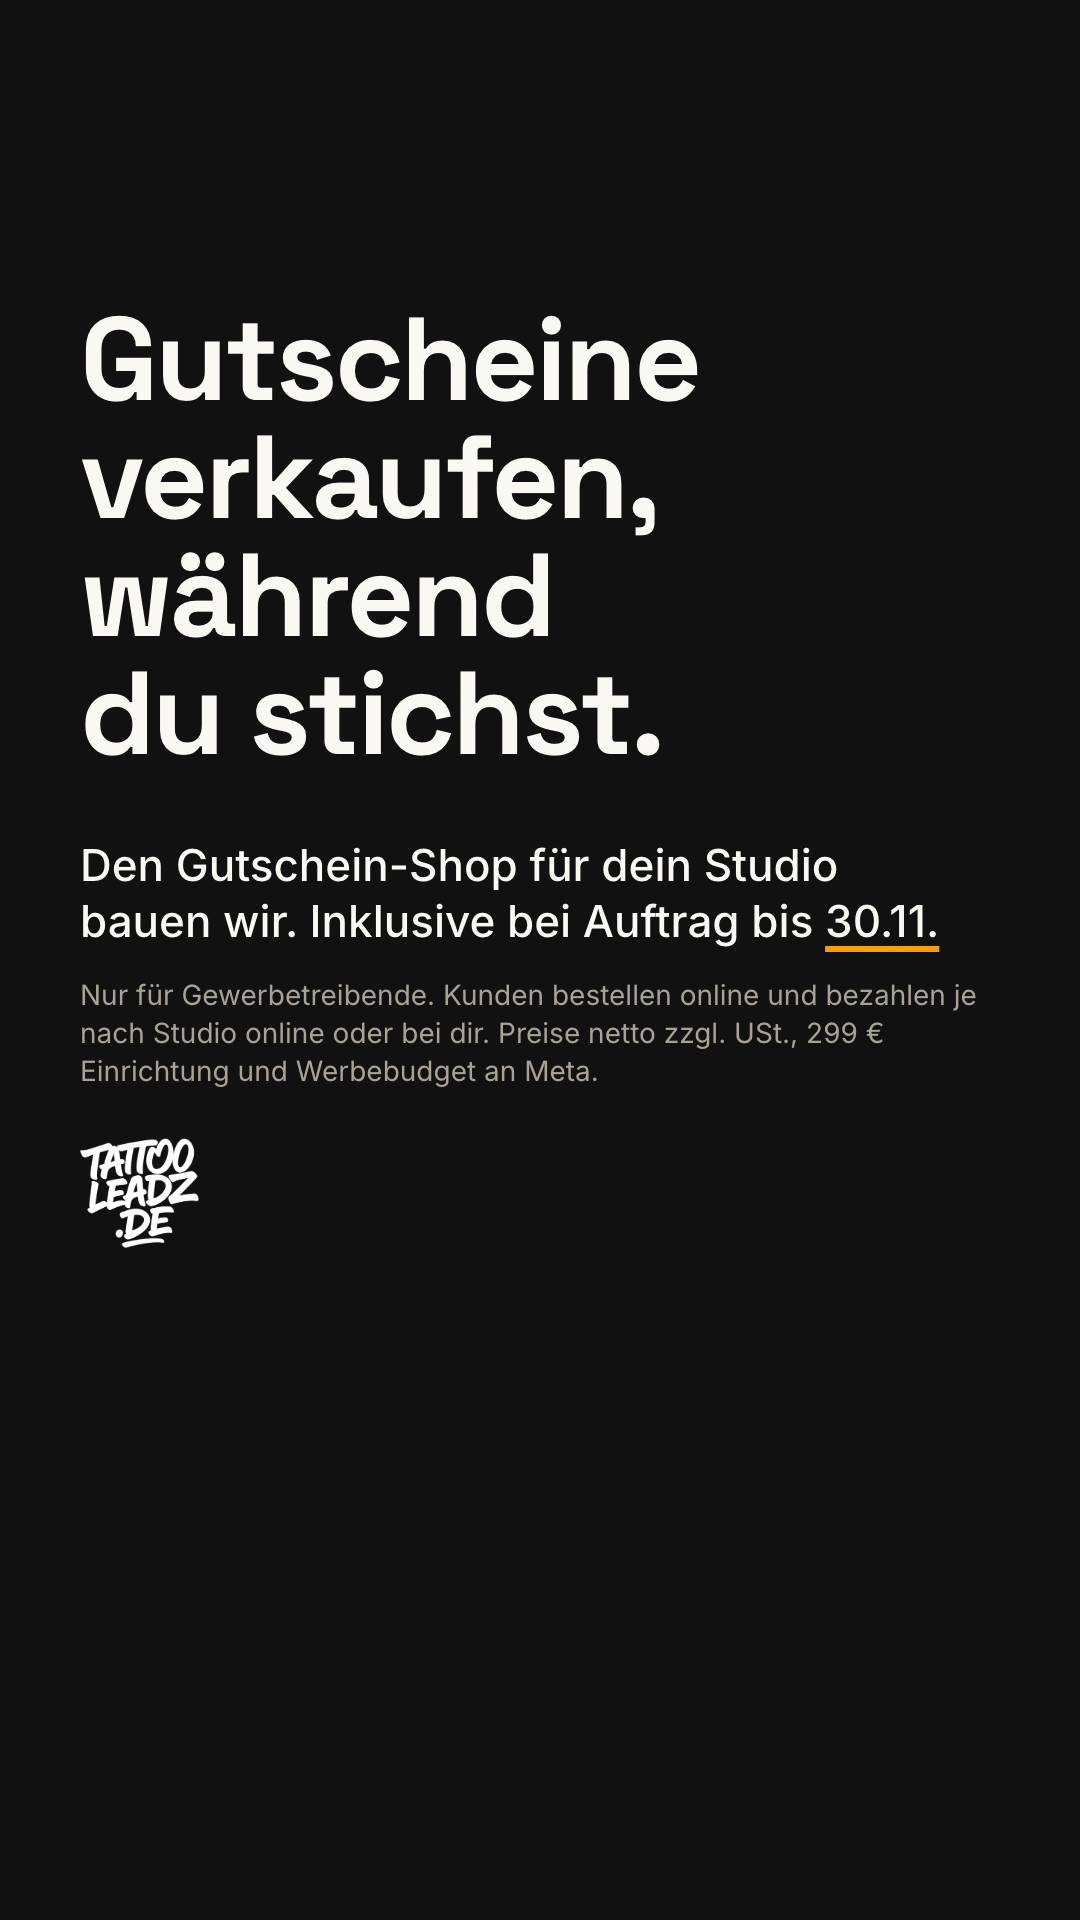 Gutscheine
verkaufen,
während
du stichst.
Den Gutschein-Shop für dein Studio
bauen wir. Inklusive bei Auftrag bis 30.11.
Nur für Gewerbetreibende. Kunden bestellen online und bezahlen je
nach Studio online oder bei dir. Preise netto zzgl. USt., 299 €
Einrichtung und Werbebudget an Meta.
TATTOO
LEADZ
.DE